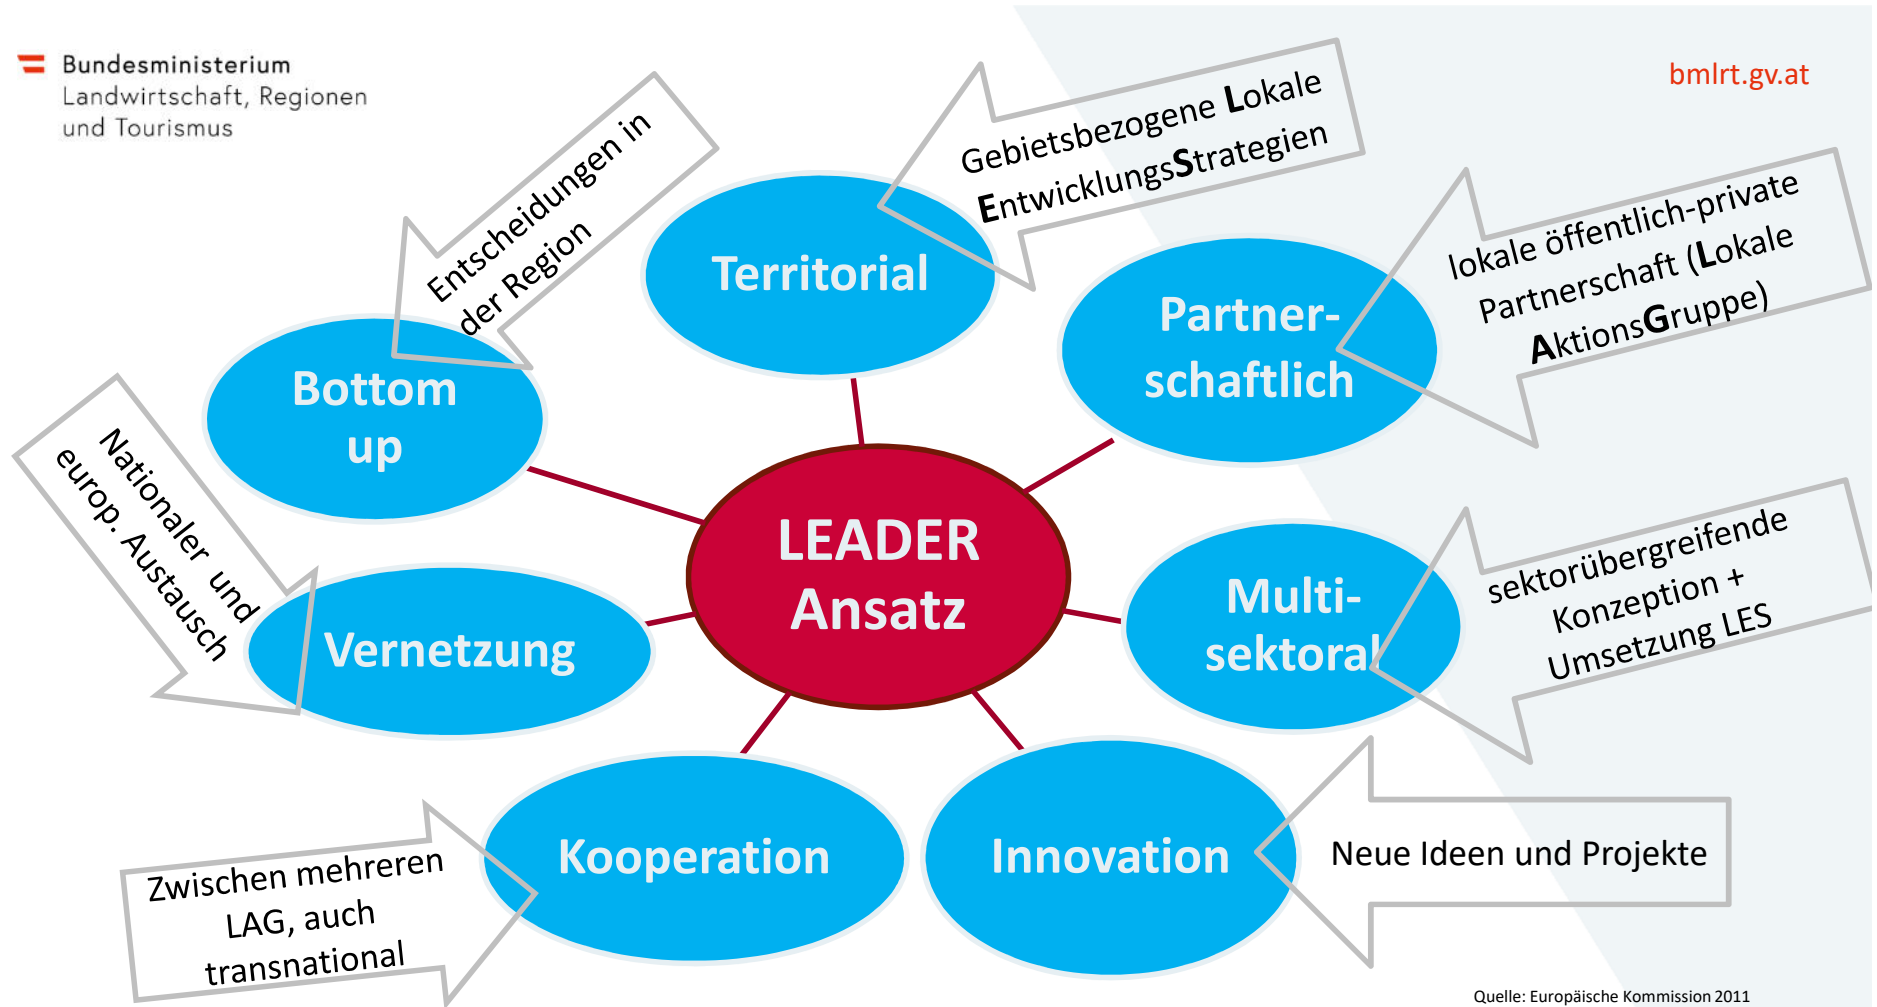 Bundesministerium
Landwirtschaft, Regionen
und Tourismus
bmlrt.gv.at
Entscheidungen in
der Region
Bottom
up
Gebietsbezogene Lokale
EntwicklungsStrategien
Territorial
lokale öffentlich-private
Partnerschaft (Lokale
AktionsGruppe)
Partner-
schaftlich
Nationaler und
europ. Austausch
Vernetzung
LEADER
Ansatz
sektorübergreifende
Konzeption +
Umsetzung LES
Multi-
sektoral
Zwischen mehreren
LAG, auch
transnational
Kooperation
Innovation
Neue Ideen und Projekte
Quelle: Europäische Kommission 2011